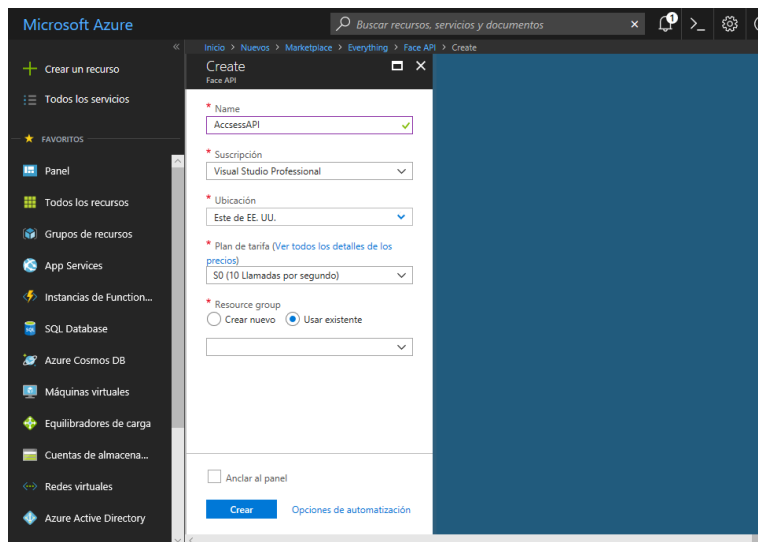 Microsoft Azure
Buscar recursos, servicios y documentos
1
Inicio > Nuevos > Marketplace > Everything > Face API > Create
Crear un recurso
Todos los servicios
FAVORITOS
Panel
Todos los recursos
Grupos de recursos
App Services
Instancias de Function...
SQL Database
Azure Cosmos DB
Máquinas virtuales
Equilibradores de carga
Cuentas de almacena...
Redes virtuales
Azure Active Directory
Create
Face API
* Name
AccsessAPI
* Suscripción
Visual Studio Professional
* Ubicación
Este de EE. UU.
* Plan de tarifa (Ver todos los detalles de los
precios)
S0 (10 Llamadas por segundo)
* Resource group
Crear nuevo Usar existente
Anclar al panel
Crear Opciones de automatización